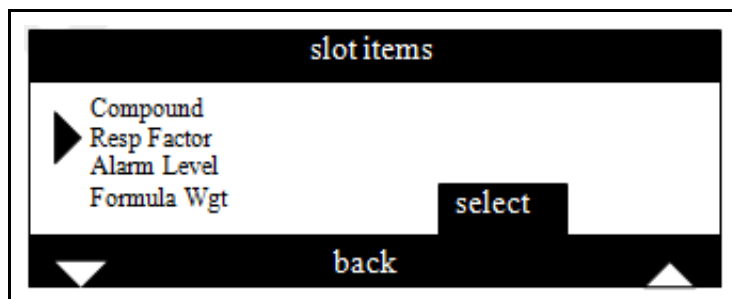 slot items
Compound
Resp Factor
Alarm Level
Formula Wgt
select
back